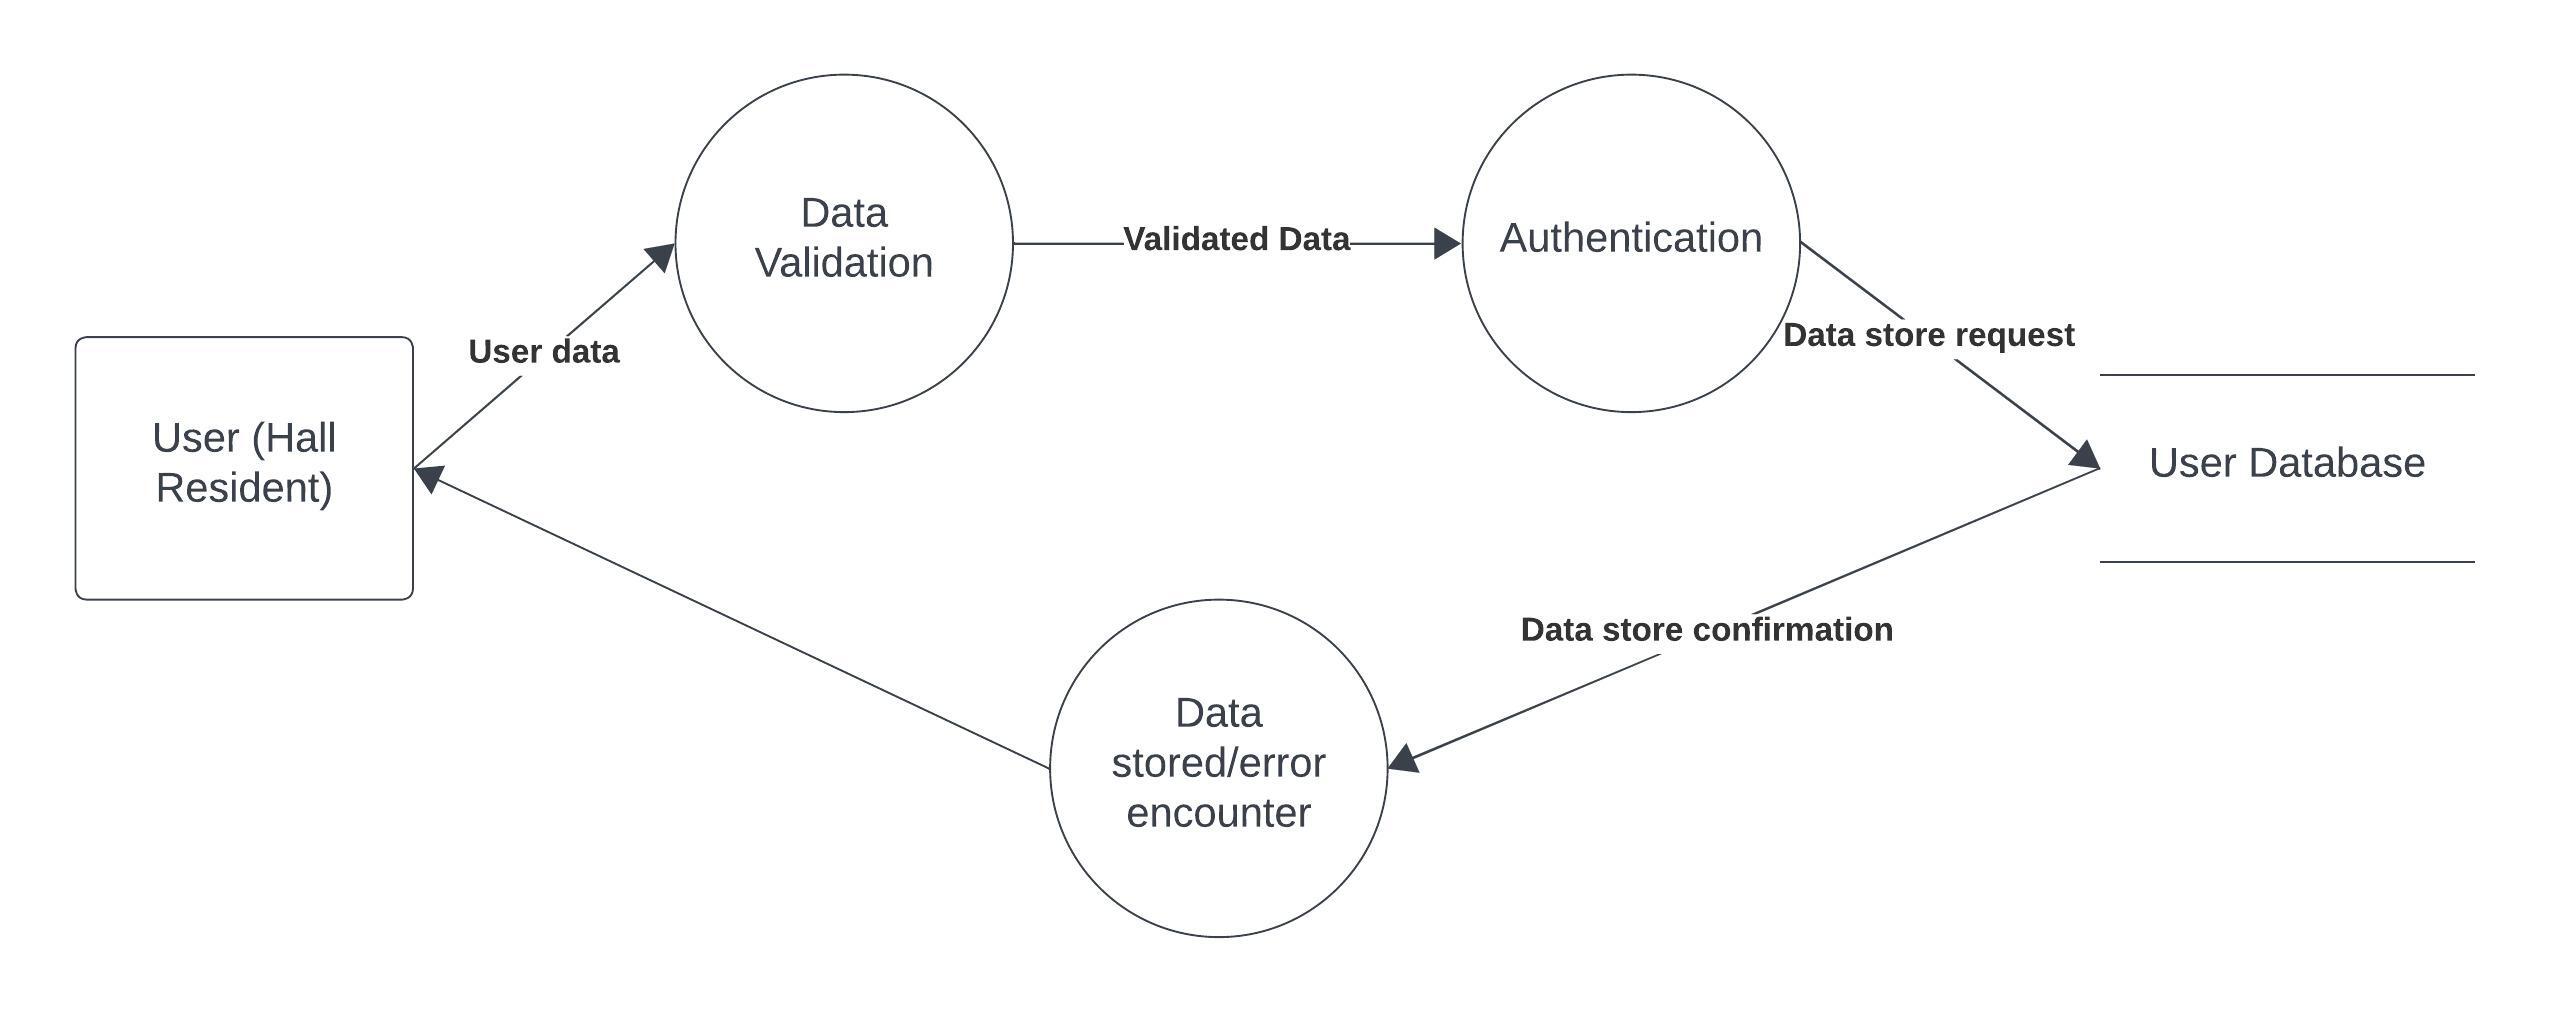 Data
Validation
Validated Data
Authentication
User data
Data store request
User (Hall
Resident)
User Database
Data store confirmation
Data
stored/error
encounter